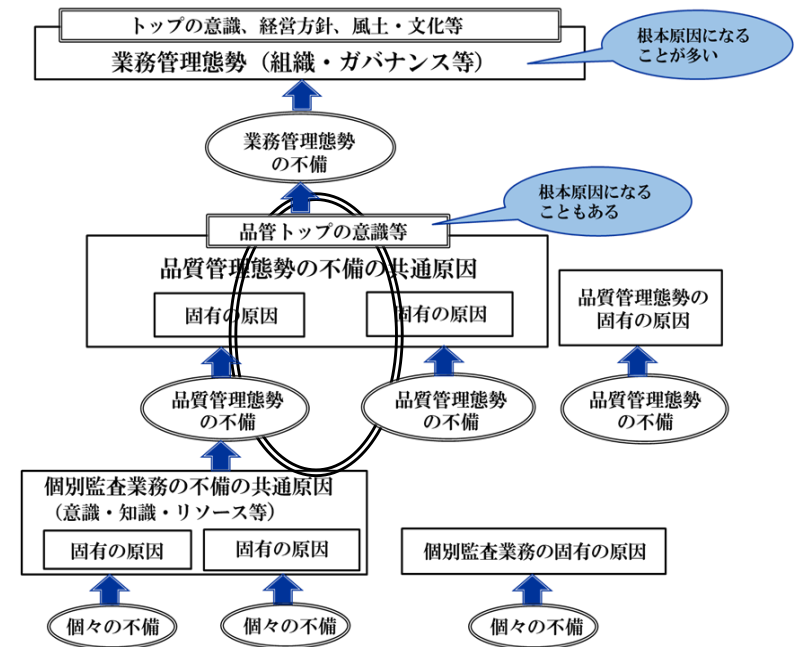 トップの意識、経営方針、風土・文化等
業務管理態勢（組織・ガバナンス等）
根本原因になる
ことが多い
業務管理態勢
の不備
根本原因になる
こともある
品管トップの意識等
品質管理態勢の不備の共通原因
固有の原因
固有の原因
品質管理態勢の
固有の原因
品質管理態勢
の不備
品質管理態勢
の不備
品質管理態勢
の不備
個別監査業務の不備の共通原因
（意識・知識・リソース等）
固有の原因
固有の原因
個別監査業務の固有の原因
個々の不備
個々の不備
個々の不備